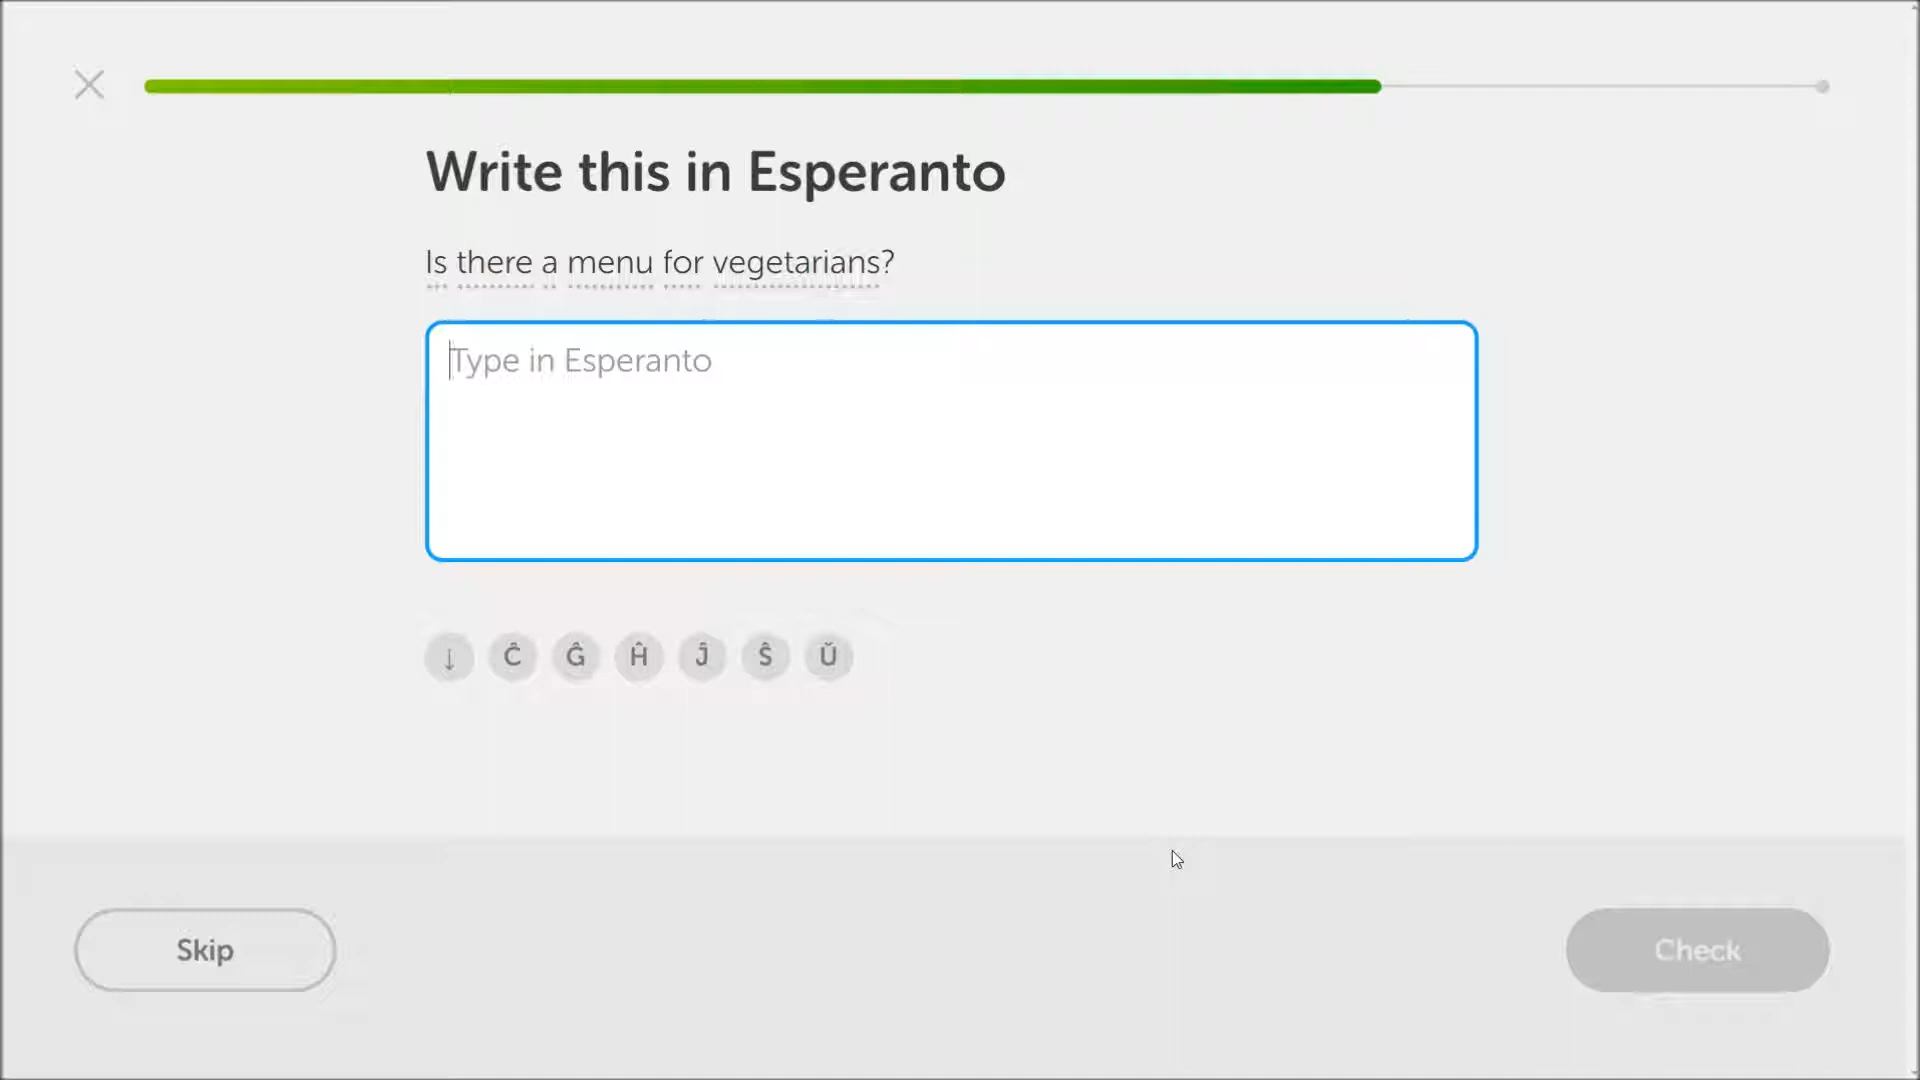 Write this in Esperanto
Is there a menu for vegetarians?
Type in Esperanto
↓ Ĉ Ĝ Ĥ Ĵ Ŝ Ŭ
Skip
Check